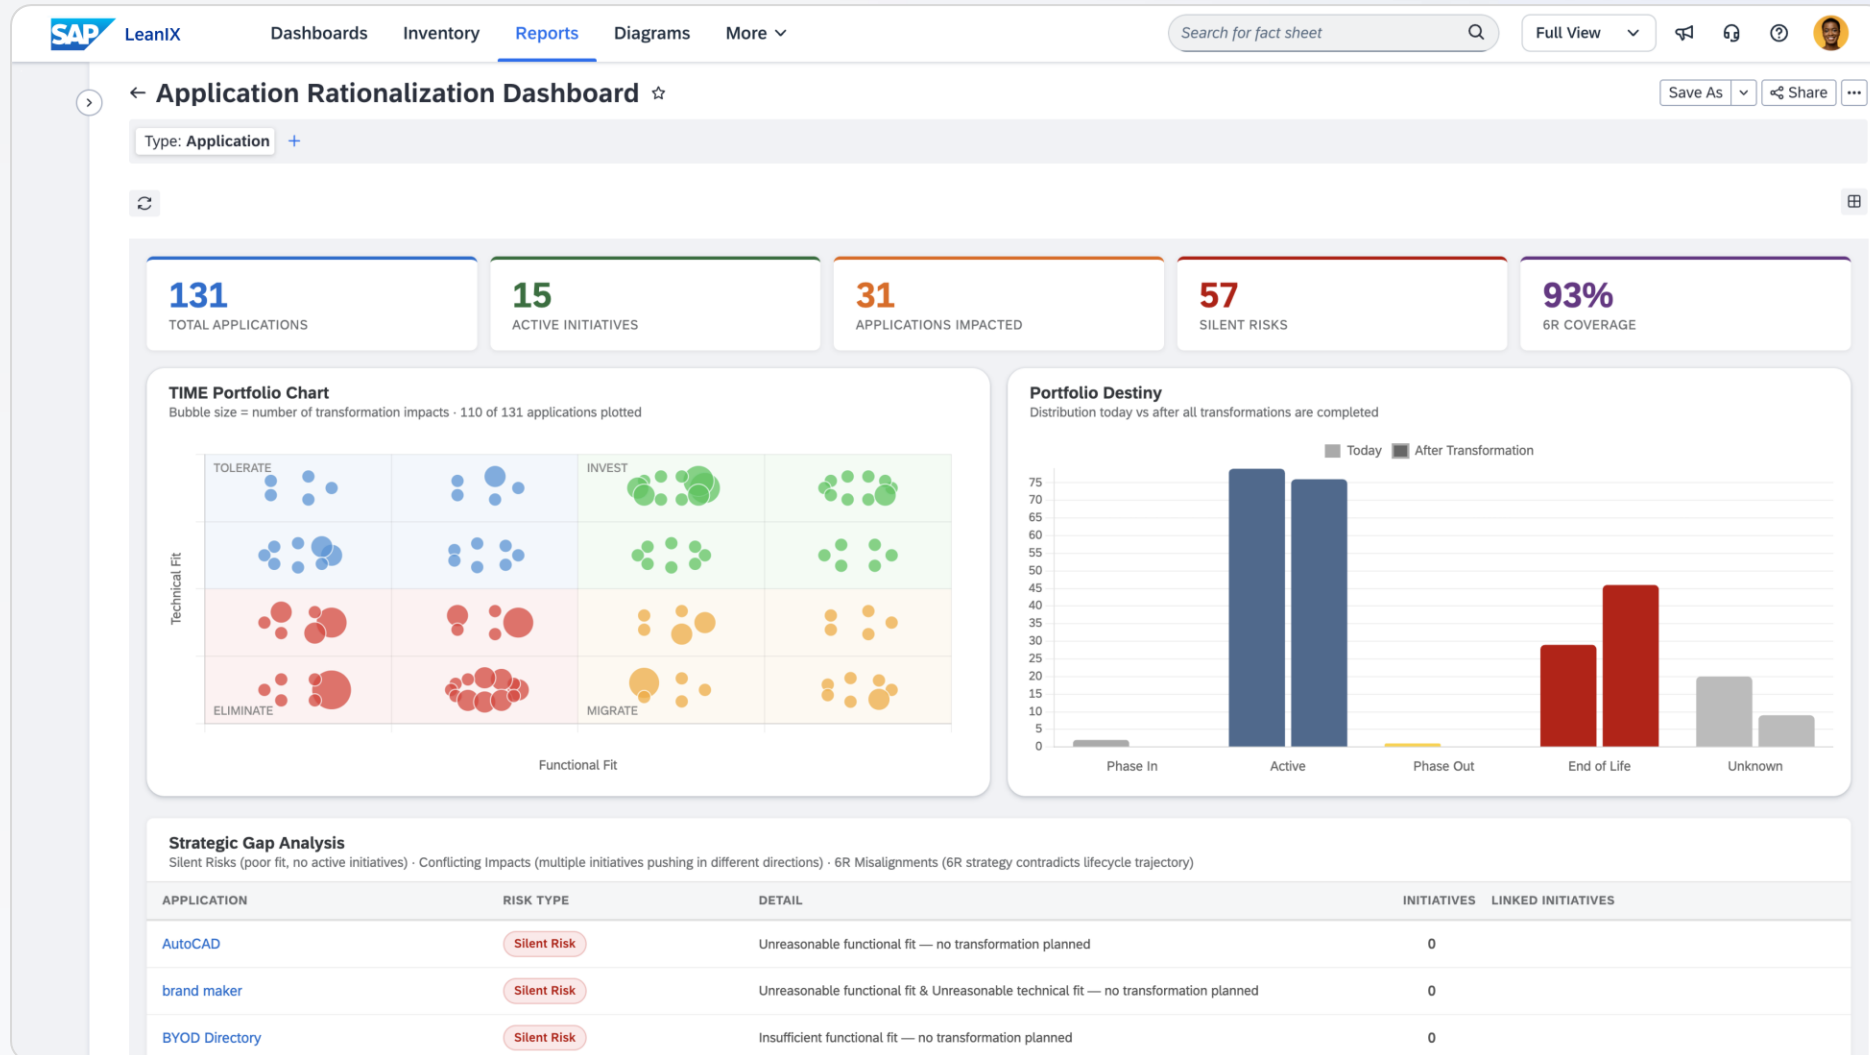 SAP LeanIX Dashboards Inventory Reports Diagrams More Search for fact sheet Full View
Application Rationalization Dashboard Save As Share
Type: Application +
131
TOTAL APPLICATIONS
15
ACTIVE INITIATIVES
31
APPLICATIONS IMPACTED
57
SILENT RISKS
93%
6R COVERAGE
TIME Portfolio Chart
Bubble size = number of transformation impacts · 110 of 131 applications plotted
TOLERATE
INVEST
ELIMINATE
MIGRATE
Technical Fit
Functional Fit
Portfolio Destiny
Distribution today vs after all transformations are completed
Today After Transformation
75
70
65
60
55
50
45
40
35
30
25
20
15
10
5
0
Phase In Active Phase Out End of Life Unknown
Strategic Gap Analysis
Silent Risks (poor fit, no active initiatives) · Conflicting Impacts (multiple initiatives pushing in different directions) · 6R Misalignments (6R strategy contradicts lifecycle trajectory)
APPLICATION RISK TYPE DETAIL INITIATIVES LINKED INITIATIVES
AutoCAD Silent Risk Unreasonable functional fit — no transformation planned 0
brand maker Silent Risk Unreasonable functional fit & Unreasonable technical fit — no transformation planned 0
BYOD Directory Silent Risk Insufficient functional fit — no transformation planned 0